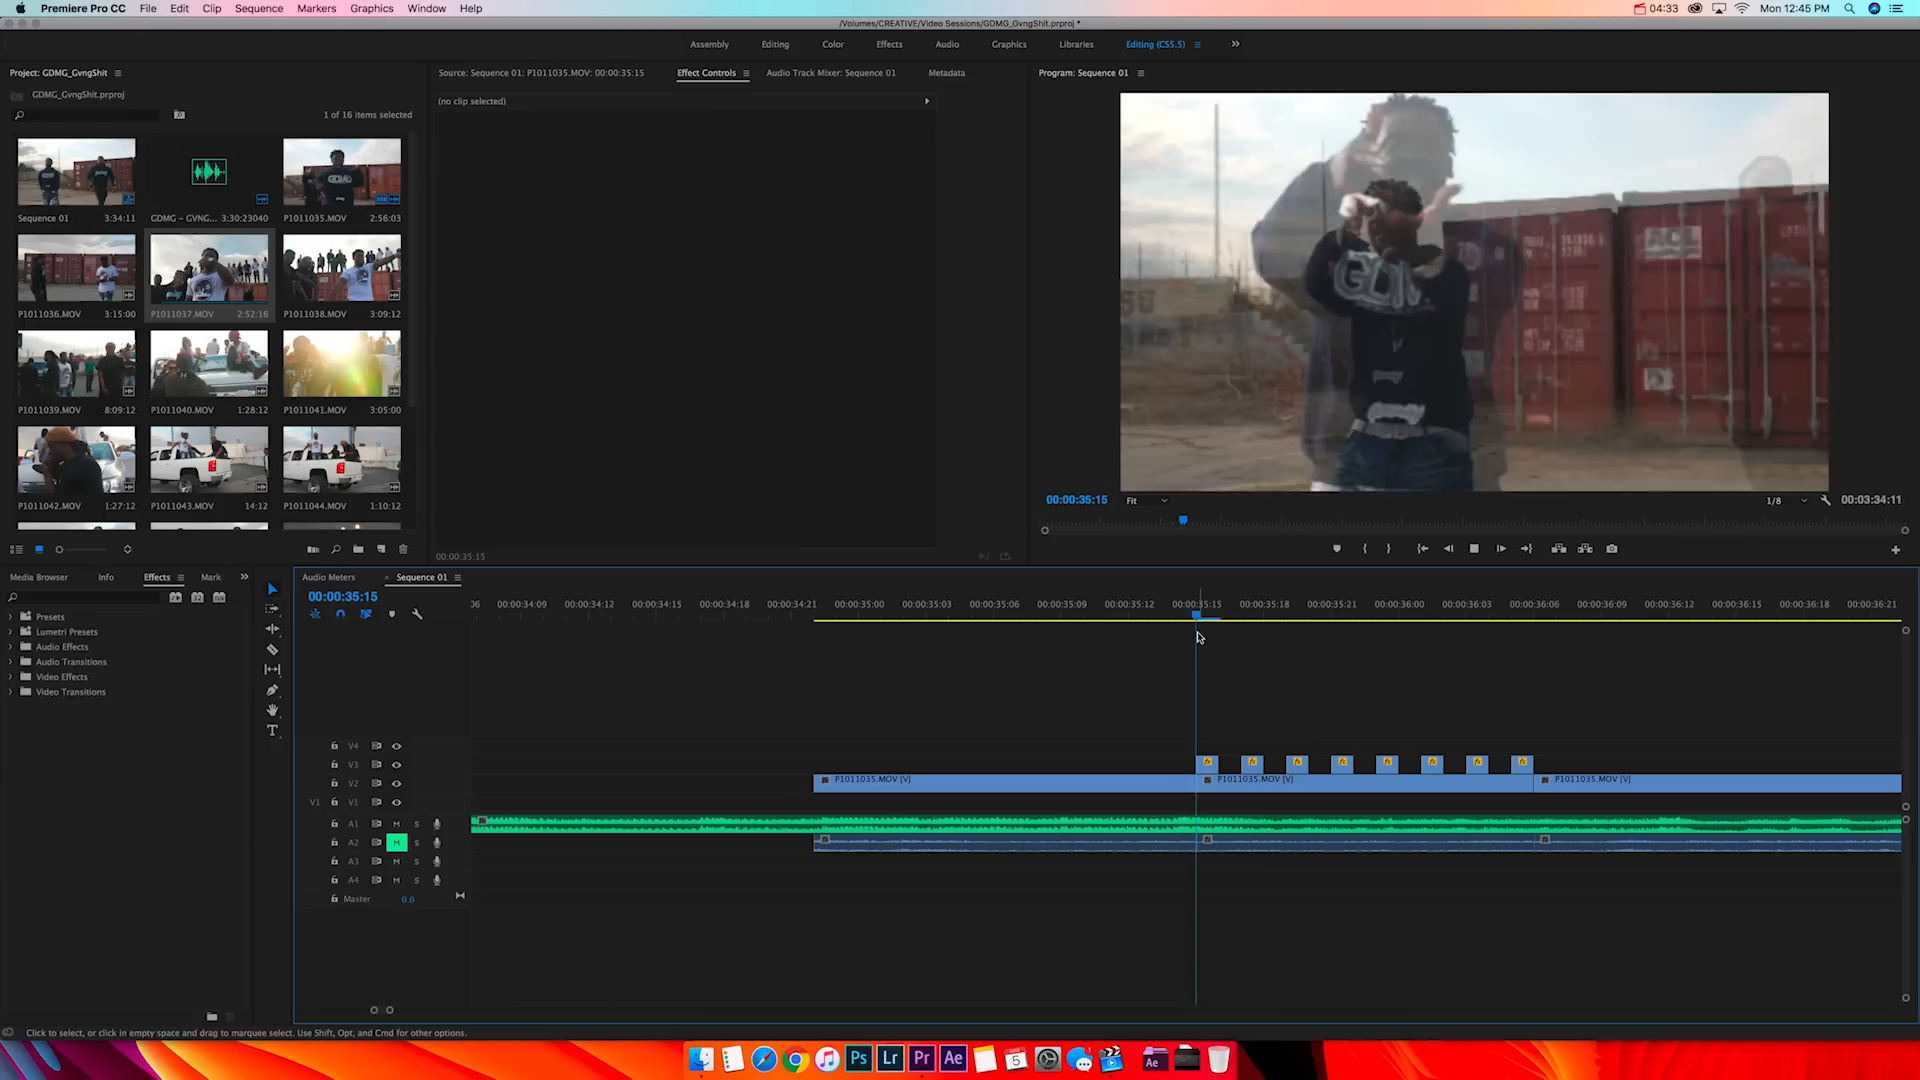 Premiere Pro CC File Edit Clip Sequence Markers Graphics Window Help
04:33 Mon 12:45 PM
/Volumes/CREATIVE/Video Sessions/GDMG_GvngShit.prproj *
Assembly Editing Color Effects Audio Graphics Libraries Editing (CS5.5)
Project: GDMG_GvngShit
GDMG_GvngShit.prproj
1 of 16 items selected
Sequence 01 3:34:11
GDMG - GVNG... 3:30:23040
P1011035.MOV 2:56:03
P1011036.MOV 3:15:00
P1011037.MOV 2:52:16
P1011038.MOV 3:09:12
P1011039.MOV 8:09:12
P1011040.MOV 1:28:12
P1011041.MOV 3:05:00
P1011042.MOV 1:27:12
P1011043.MOV 14:12
P1011044.MOV 1:10:12
Source: Sequence 01: P1011035.MOV: 00:00:35:15 Effect Controls Audio Track Mixer: Sequence 01 Metadata
(no clip selected)
00:00:35:15
Program: Sequence 01
00:00:35:15 Fit 1/8 00:03:34:11
Media Browser Info Effects Mark
Presets
Lumetri Presets
Audio Effects
Audio Transitions
Video Effects
Video Transitions
Audio Meters Sequence 01
00:00:35:15
06 00:00:34:09 00:00:34:12 00:00:34:15 00:00:34:18 00:00:34:21 00:00:35:00 00:00:35:03 00:00:35:06 00:00:35:09 00:00:35:12 00:00:35:15 00:00:35:18 00:00:35:21 00:00:36:00 00:00:36:03 00:00:36:06 00:00:36:09 00:00:36:12 00:00:36:15 00:00:36:18 00:00:36:21
V4
V3 fx fx fx fx fx fx fx fx
V2 P1011035.MOV [V] P1011035.MOV [V] P1011035.MOV [V]
V1 V1
A1 M S
A2 M S
A3 M S
A4 M S
Master 0.0
Click to select, or click in empty space and drag to marquee select. Use Shift, Opt, and Cmd for other options.
Ps Lr Pr Ae 5 Ae